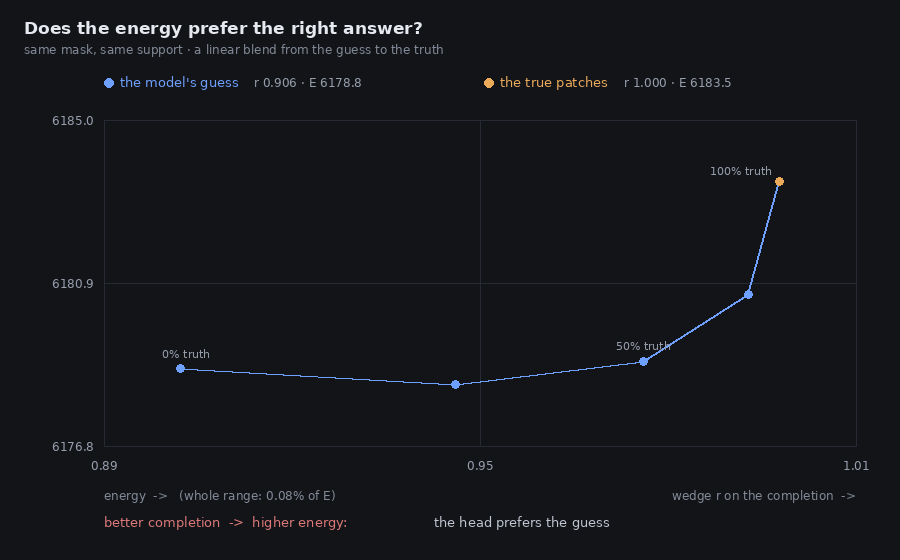 Does the energy prefer the right answer?
same mask, same support · a linear blend from the guess to the truth
the model's guess r 0.906 · E 6178.8 the true patches r 1.000 · E 6183.5
6185.0
100% truth
6180.9
50% truth
0% truth
6176.8
0.89 0.95 1.01
energy -> (whole range: 0.08% of E) wedge r on the completion ->
better completion -> higher energy: the head prefers the guess